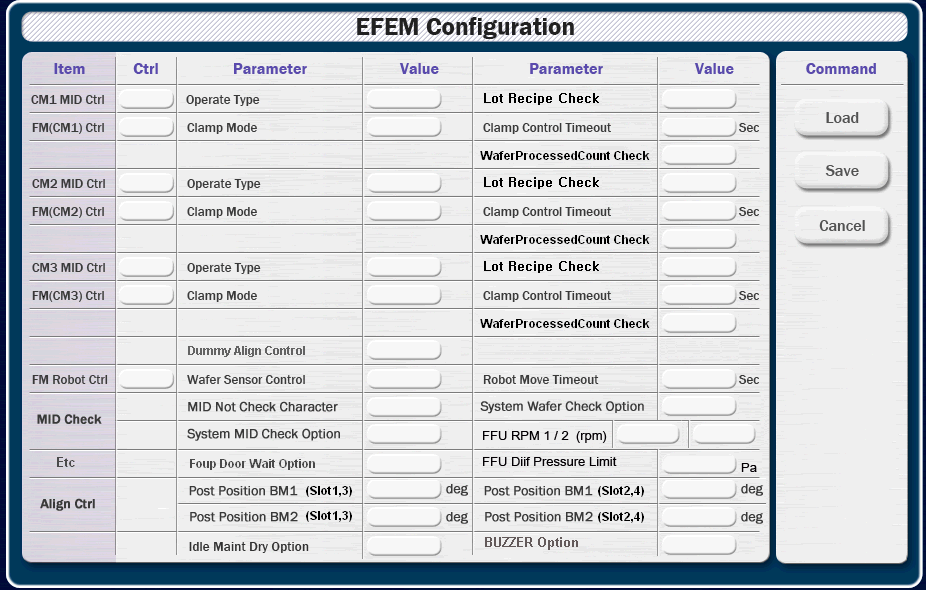 EFEM Configuration
Item Ctrl Parameter Value Parameter Value Command
CM1 MID Ctrl Operate Type Lot Recipe Check
Load
FM(CM1) Ctrl Clamp Mode Clamp Control Timeout Sec
WaferProcessedCount Check
Save
CM2 MID Ctrl Operate Type Lot Recipe Check
FM(CM2) Ctrl Clamp Mode Clamp Control Timeout Sec
Cancel
WaferProcessedCount Check
CM3 MID Ctrl Operate Type Lot Recipe Check
FM(CM3) Ctrl Clamp Mode Clamp Control Timeout Sec
WaferProcessedCount Check
Dummy Align Control
FM Robot Ctrl Wafer Sensor Control Robot Move Timeout Sec
MID Check
MID Not Check Character System Wafer Check Option
System MID Check Option FFU RPM 1 / 2 (rpm)
Etc Foup Door Wait Option FFU Diif Pressure Limit Pa
Align Ctrl
Post Position BM1 (Slot1,3) deg Post Position BM1 (Slot2,4) deg
Post Position BM2 (Slot1,3) deg Post Position BM2 (Slot2,4) deg
Idle Maint Dry Option BUZZER Option